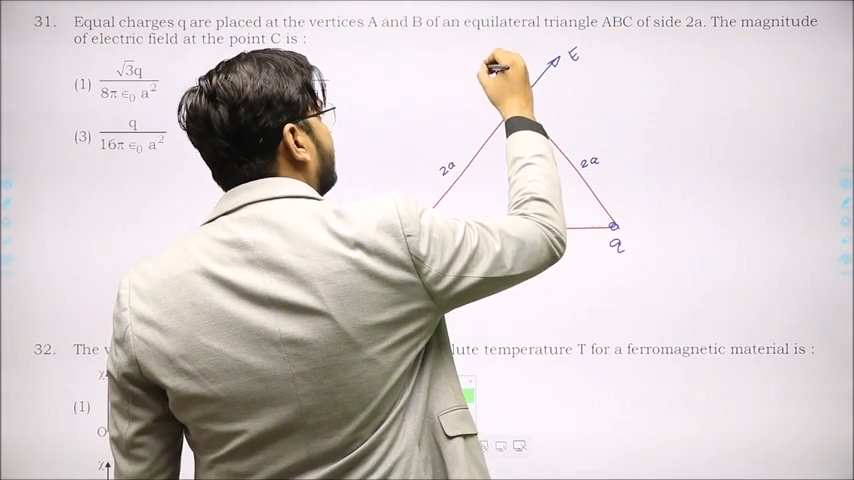 31. Equal charges q are placed at the vertices A and B of an equilateral triangle ABC of side 2a. The magnitude
of electric field at the point C is :
(1) √3q / 8π ∈₀ a²
(3) q / 16π ∈₀ a²
E
2a
2a
q
32. The
lute temperature T for a ferromagnetic material is :
χ
(1)
O
χ